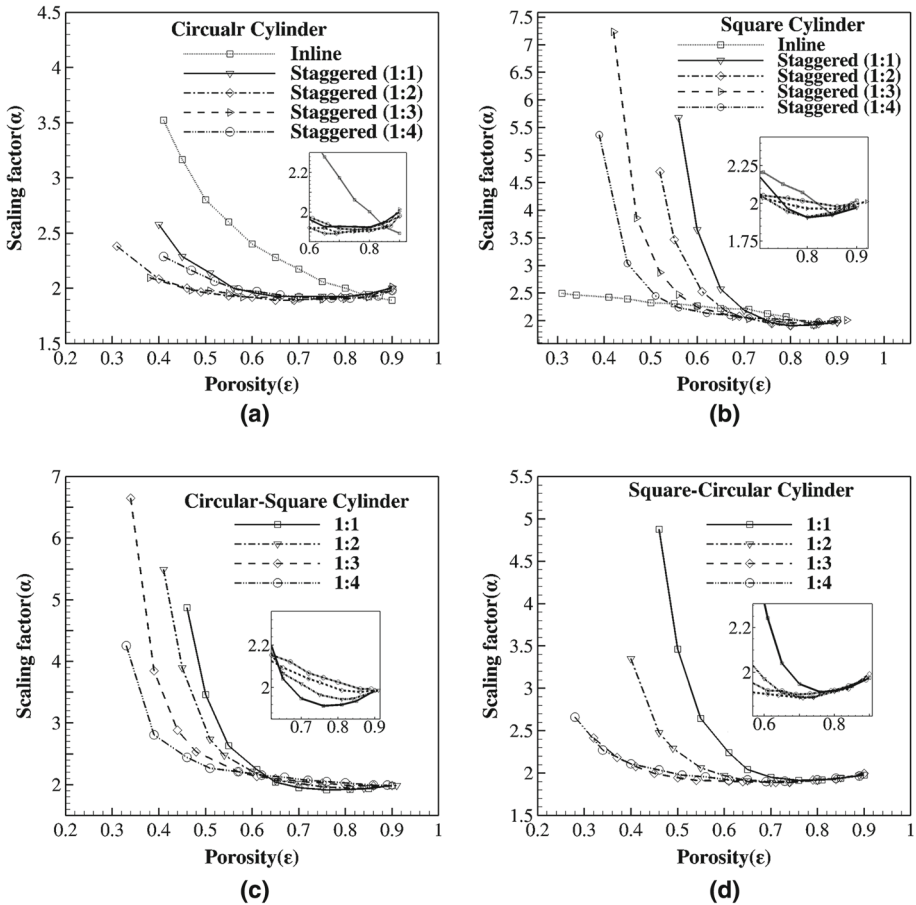 4.5
4
3.5
3
2.5
2
1.5
Scaling factor(α)
Circualr Cylinder
Inline
Staggered (1:1)
Staggered (1:2)
Staggered (1:3)
Staggered (1:4)
2.2
2
0.6 0.8
0.2 0.3 0.4 0.5 0.6 0.7 0.8 0.9 1
Porosity(ε)
(a)
7.5
7
6.5
6
5.5
5
4.5
4
3.5
3
2.5
2
Scaling factor(α)
Square Cylinder
Inline
Staggered (1:1)
Staggered (1:2)
Staggered (1:3)
Staggered (1:4)
2.25
2
1.75
0.8 0.9
0.3 0.4 0.5 0.6 0.7 0.8 0.9 1
Porosity(ε)
(b)
7
6
5
4
3
2
Scaling factor(α)
Circular-Square Cylinder
1:1
1:2
1:3
1:4
2.2
2
0.7 0.8 0.9
0.2 0.3 0.4 0.5 0.6 0.7 0.8 0.9 1
Porosity(ε)
(c)
5.5
5
4.5
4
3.5
3
2.5
2
1.5
Scaling factor(α)
Square-Circular Cylinder
1:1
1:2
1:3
1:4
2.2
2
0.6 0.8
0.2 0.3 0.4 0.5 0.6 0.7 0.8 0.9 1
Porosity(ε)
(d)